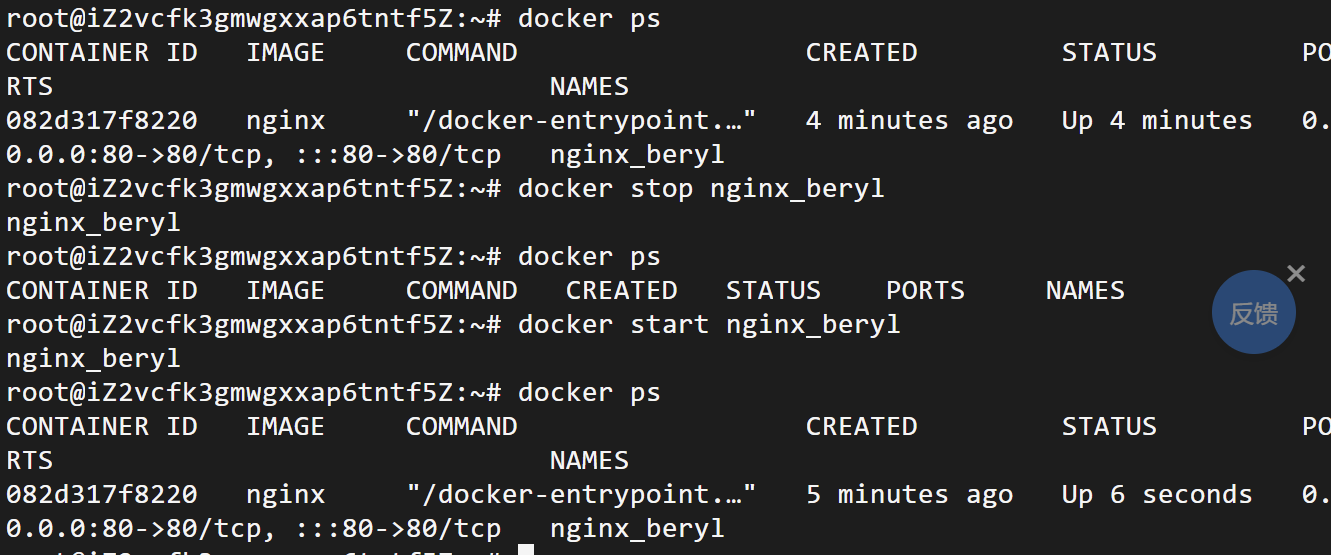 root@iZ2vcfk3gmwgxxap6tntf5Z:~# docker ps
CONTAINER ID   IMAGE     COMMAND                  CREATED         STATUS         PO
RTS                               NAMES
082d317f8220   nginx     "/docker-entrypoint.…"   4 minutes ago   Up 4 minutes   0.
0.0.0:80->80/tcp, :::80->80/tcp   nginx_beryl
root@iZ2vcfk3gmwgxxap6tntf5Z:~# docker stop nginx_beryl
nginx_beryl
root@iZ2vcfk3gmwgxxap6tntf5Z:~# docker ps
CONTAINER ID   IMAGE     COMMAND   CREATED   STATUS    PORTS     NAMES
root@iZ2vcfk3gmwgxxap6tntf5Z:~# docker start nginx_beryl
反馈
nginx_beryl
root@iZ2vcfk3gmwgxxap6tntf5Z:~# docker ps
CONTAINER ID   IMAGE     COMMAND                  CREATED         STATUS         PO
RTS                               NAMES
082d317f8220   nginx     "/docker-entrypoint.…"   5 minutes ago   Up 6 seconds   0.
0.0.0:80->80/tcp, :::80->80/tcp   nginx_beryl
root@iZ2vcfk3gmwgxxap6tntf5Z:~#